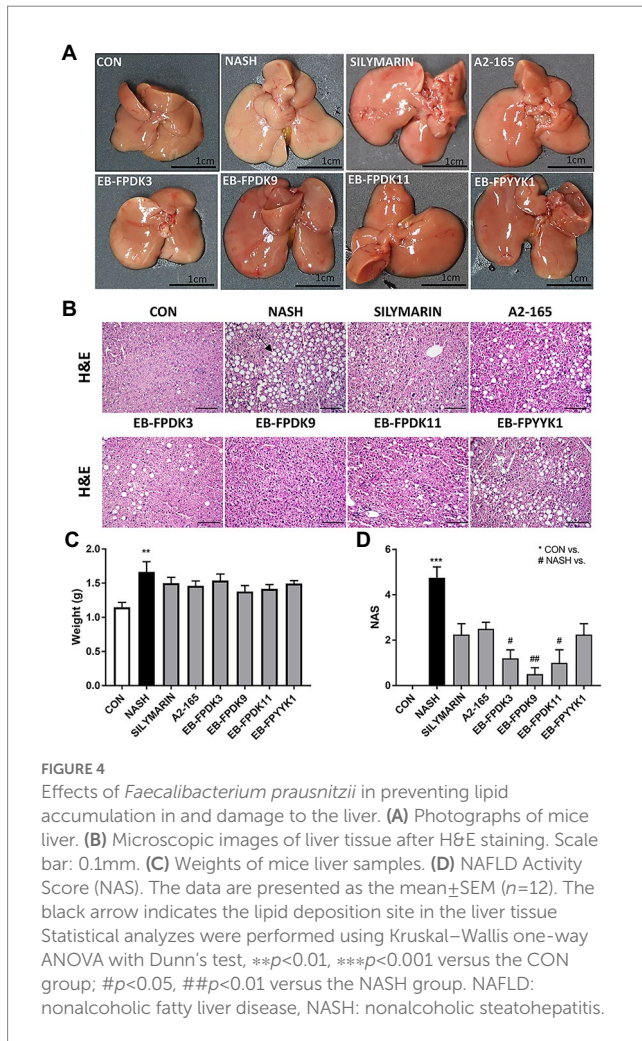 A
CON
NASH
SILYMARIN
A2-165
1cm
1cm
1cm
1cm
EB-FPDK3
EB-FPDK9
EB-FPDK11
EB-FPYYK1
1cm
1cm
1cm
1cm
B
CON
NASH
SILYMARIN
A2-165
H&E
EB-FPDK3
EB-FPDK9
EB-FPDK11
EB-FPYYK1
H&E
C
2.0
1.5
1.0
0.5
0.0
Weight (g)
**
CON
NASH
SILYMARIN
A2-165
EB-FPDK3
EB-FPDK9
EB-FPDK11
EB-FPYYK1
D
6
4
2
0
NAS
***
#
##
#
* CON vs.
# NASH vs.
CON
NASH
SILYMARIN
A2-165
EB-FPDK3
EB-FPDK9
EB-FPDK11
EB-FPYYK1
FIGURE 4
Effects of Faecalibacterium prausnitzii in preventing lipid
accumulation in and damage to the liver. (A) Photographs of mice
liver. (B) Microscopic images of liver tissue after H&E staining. Scale
bar: 0.1mm. (C) Weights of mice liver samples. (D) NAFLD Activity
Score (NAS). The data are presented as the mean±SEM (n=12). The
black arrow indicates the lipid deposition site in the liver tissue
Statistical analyzes were performed using Kruskal–Wallis one-way
ANOVA with Dunn's test, **p<0.01, ***p<0.001 versus the CON
group; #p<0.05, ##p<0.01 versus the NASH group. NAFLD:
nonalcoholic fatty liver disease, NASH: nonalcoholic steatohepatitis.